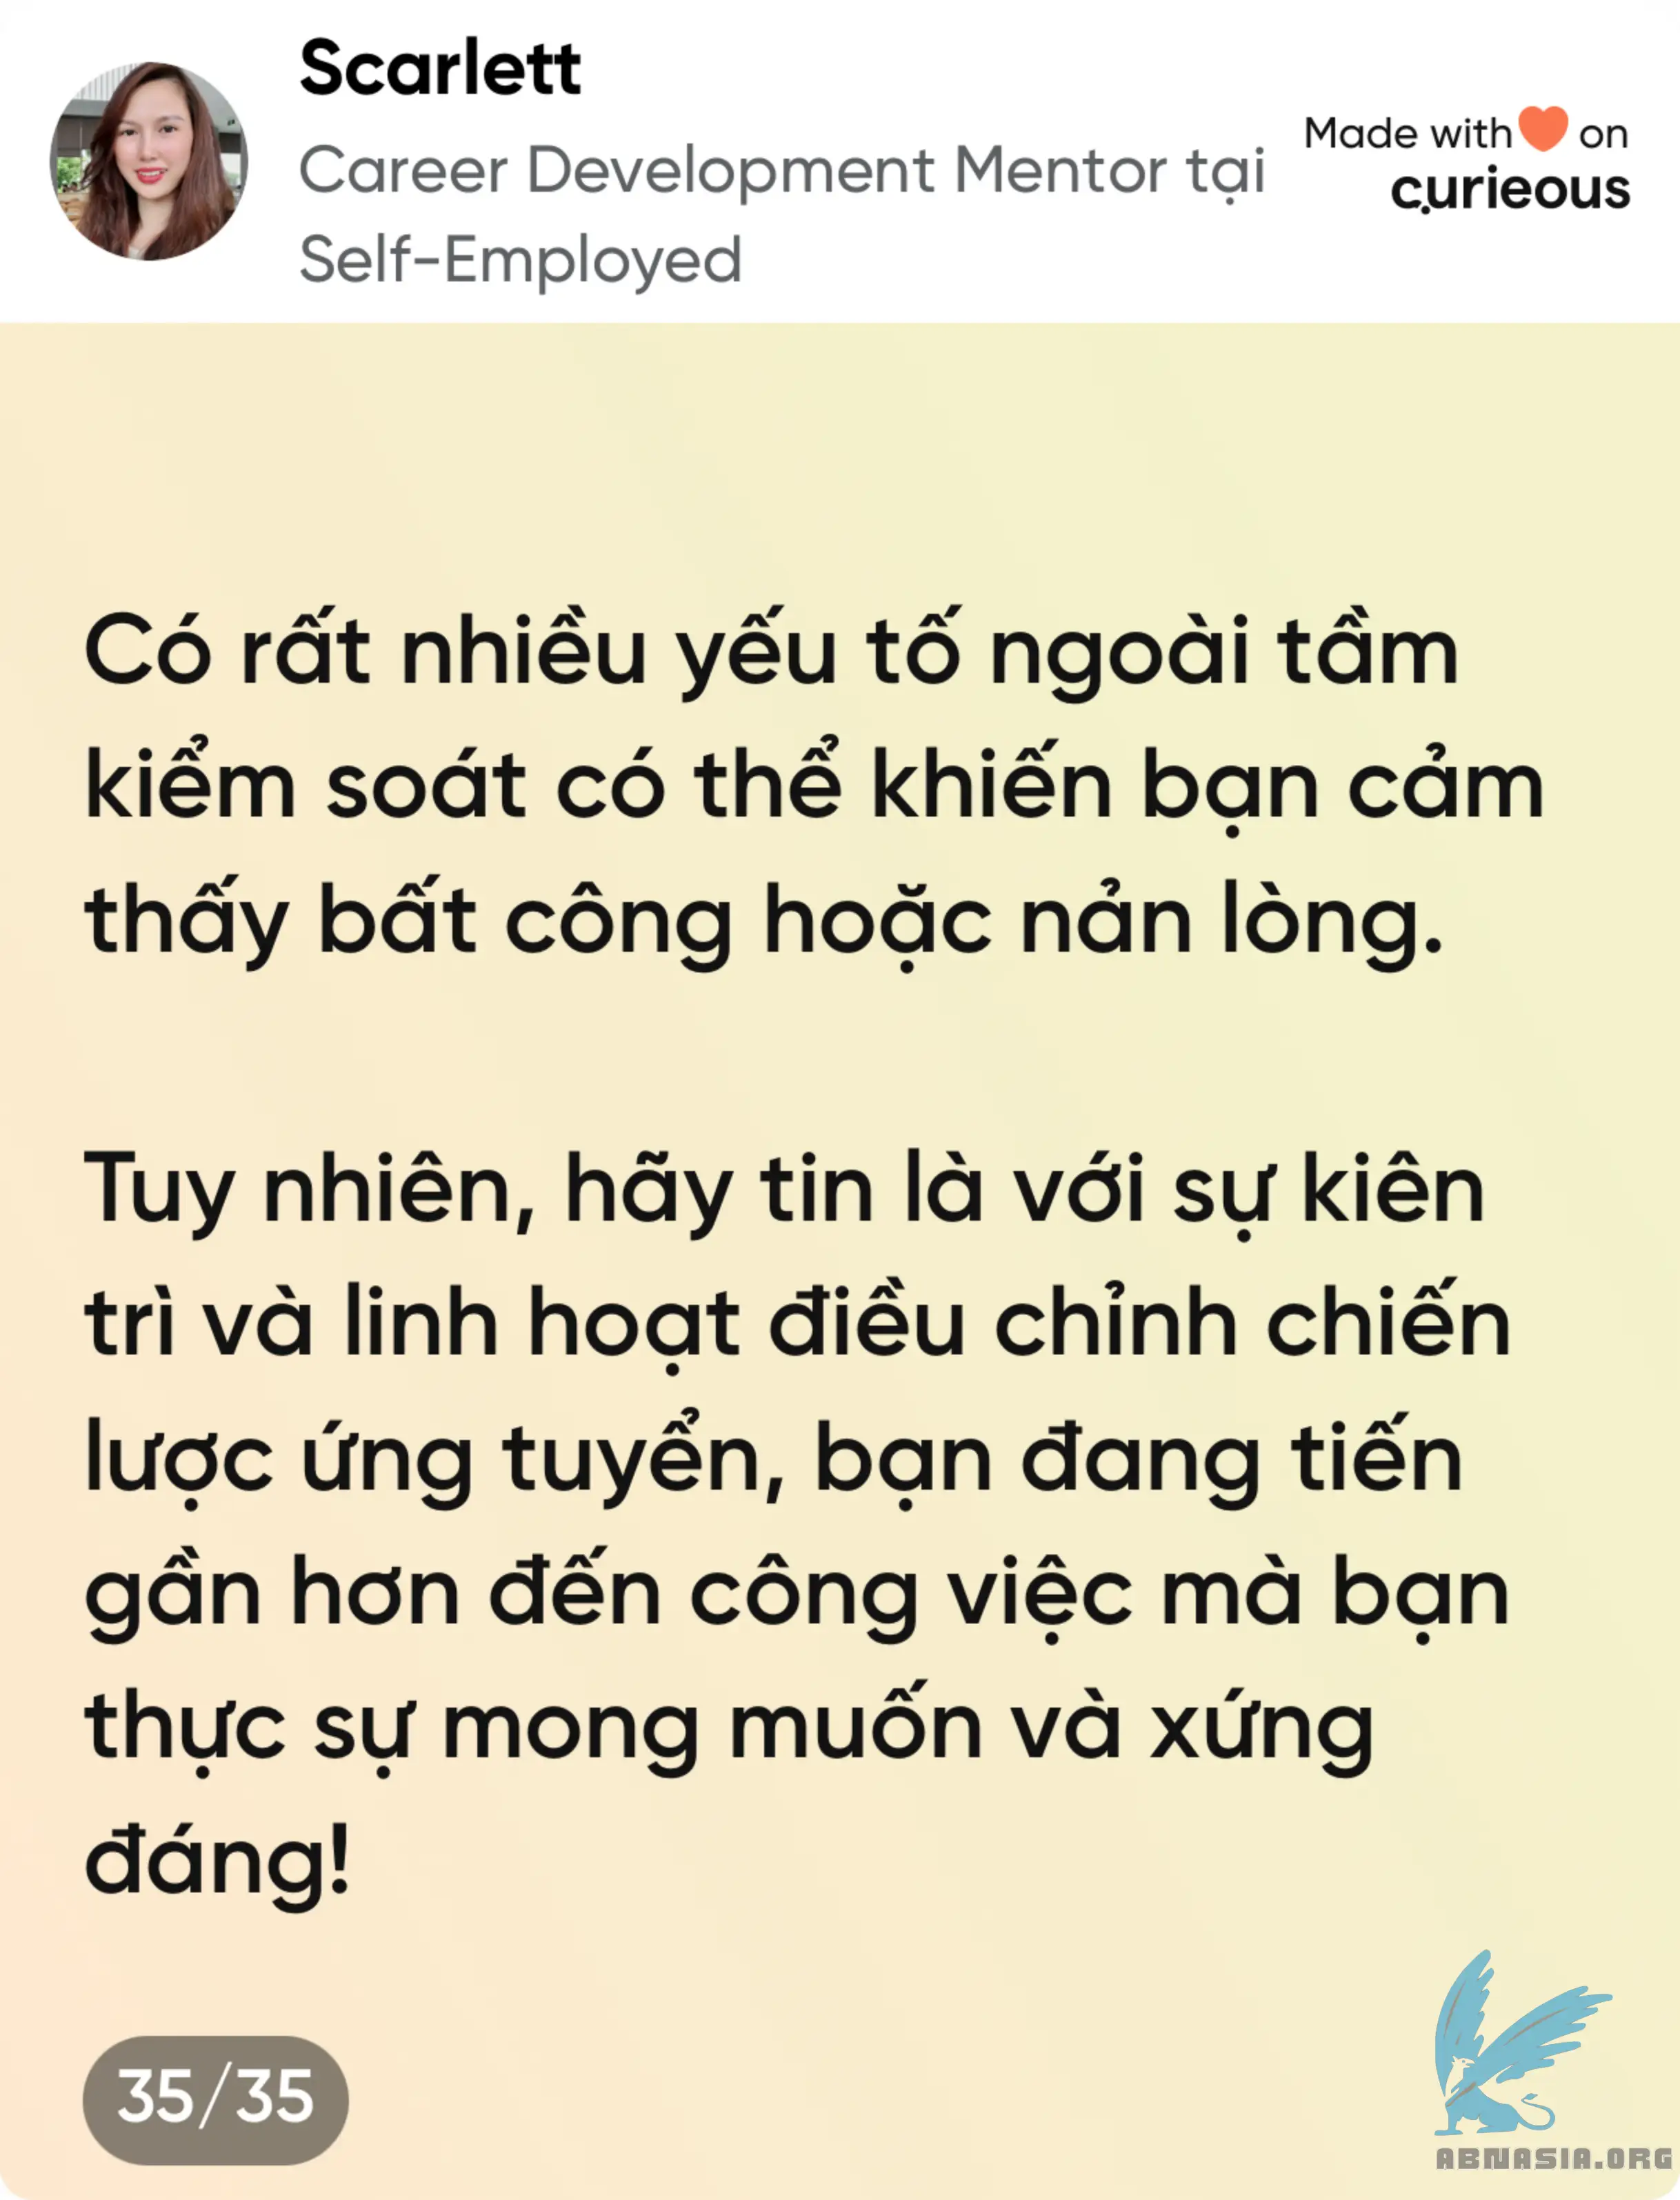 Scarlett
Career Development Mentor tại
Self-Employed
Made with on
curieous
Có rất nhiều yếu tố ngoài tầm
kiểm soát có thể khiến bạn cảm
thấy bất công hoặc nản lòng.
Tuy nhiên, hãy tin là với sự kiên
trì và linh hoạt điều chỉnh chiến
lược ứng tuyển, bạn đang tiến
gần hơn đến công việc mà bạn
thực sự mong muốn và xứng
đáng!
35/35
ABNASIA.ORG